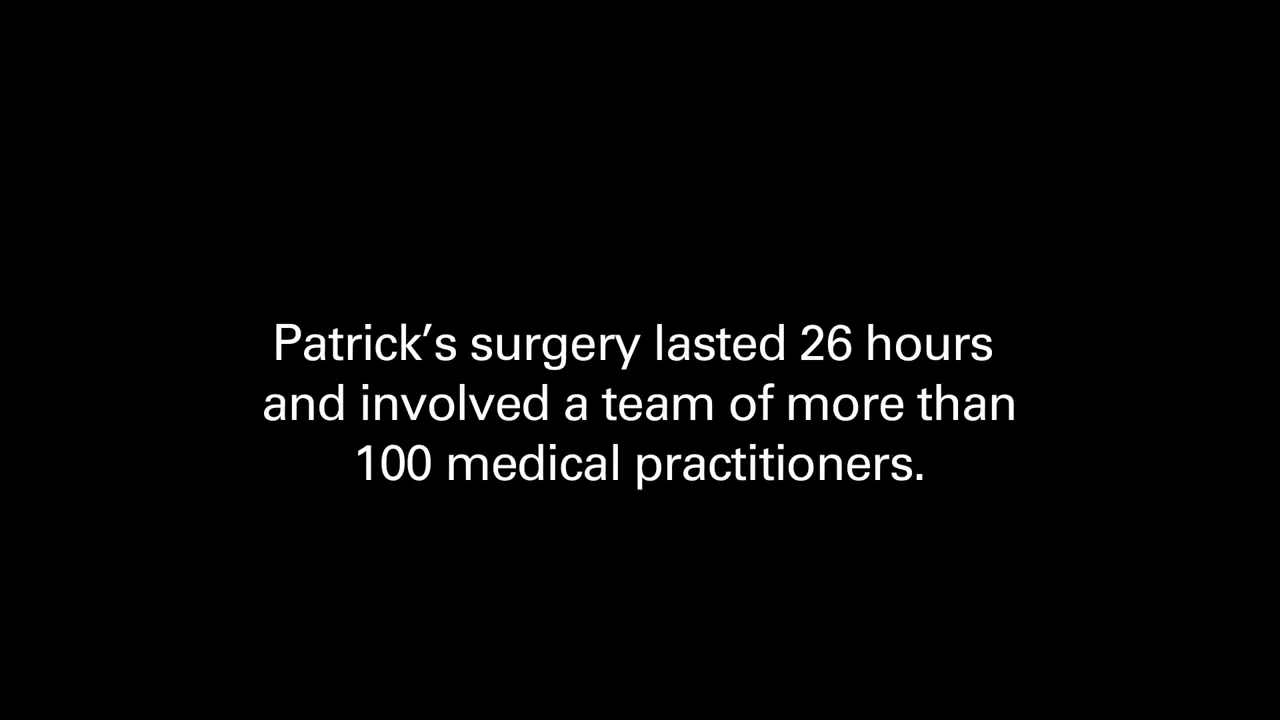 Patrick’s surgery lasted 26 hours
and involved a team of more than
100 medical practitioners.